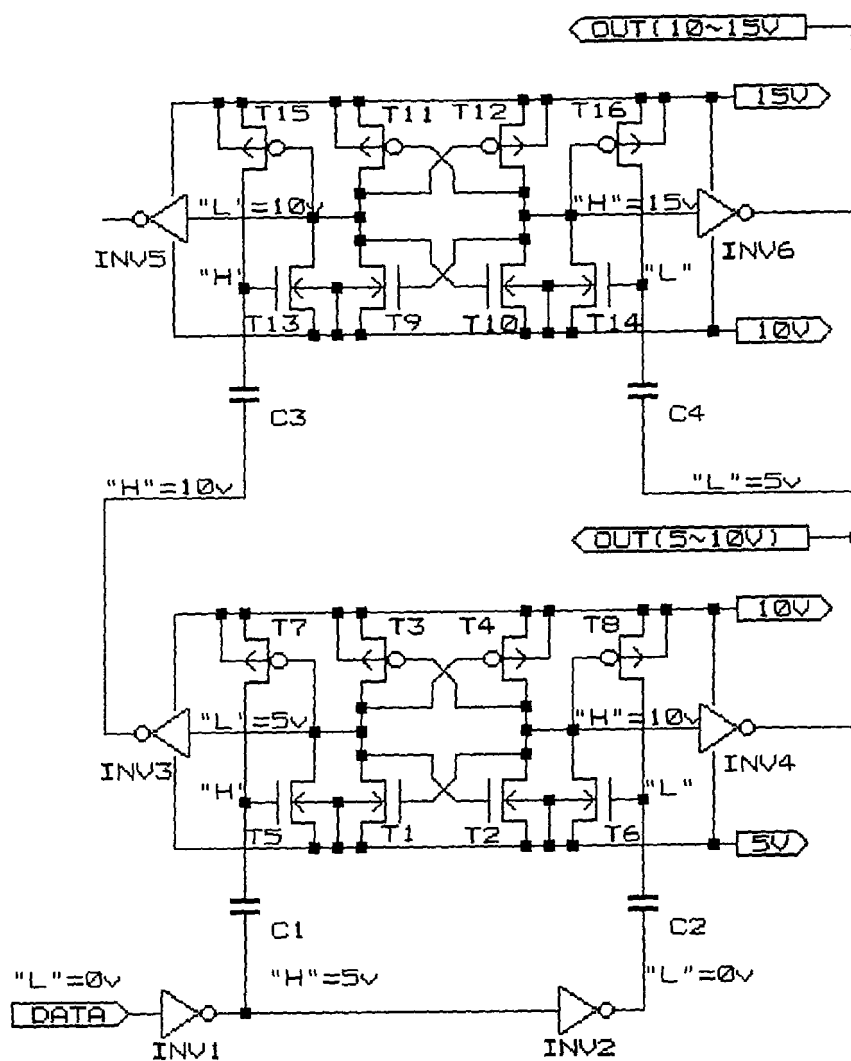 OUT(10~15V
T15 T11 T12 T16 15V
"L"=10v "H"=15v
INV5 INV6
"H" "L"
T13 T9 T10 T14 10V
C3 C4
"H"=10v "L"=5v
OUT(5~10V)
T7 T3 T4 T8 10V
"L"=5v "H"=10v
INV3 INV4
"H" "L"
T5 T1 T2 T6 5V
C1 C2
"L"=0v "H"=5v "L"=0v
DATA
INV1 INV2